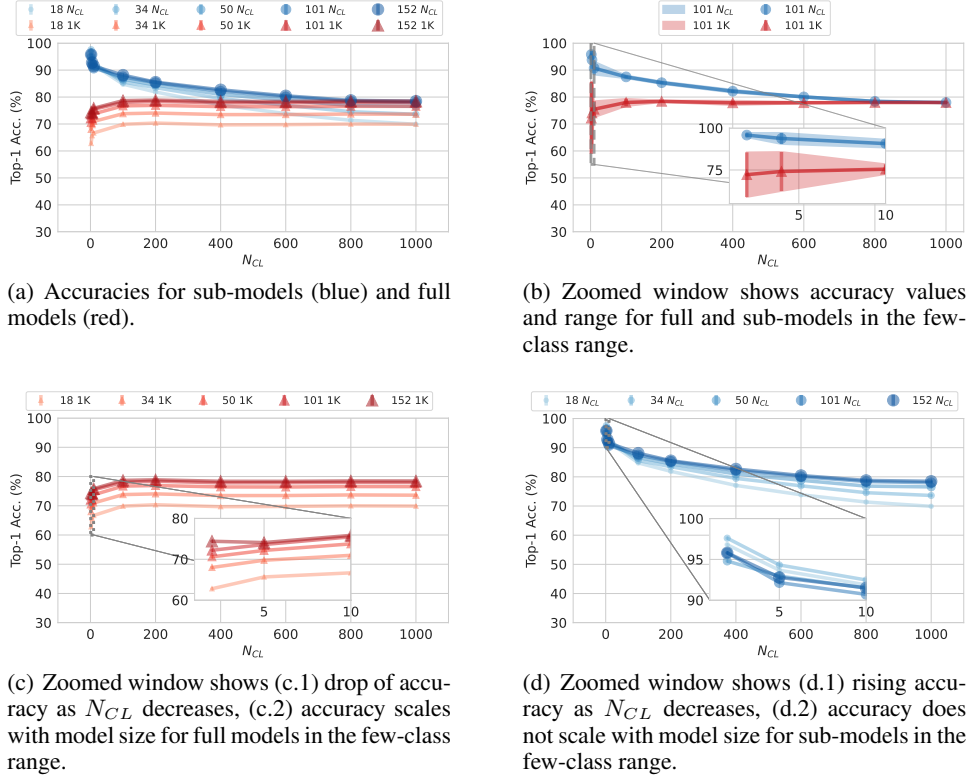 18 N_CL 34 N_CL 50 N_CL 101 N_CL 152 N_CL
18 1K 34 1K 50 1K 101 1K 152 1K
100
90
80
70
60
50
40
30
Top-1 Acc. (%)
0 200 400 600 800 1000
N_CL
(a) Accuracies for sub-models (blue) and full
models (red).
101 N_CL 101 N_CL
101 1K 101 1K
100
90
80
70
60
50
40
30
Top-1 Acc. (%)
100
75
5 10
0 200 400 600 800 1000
N_CL
(b) Zoomed window shows accuracy values
and range for full and sub-models in the few-
class range.
18 1K 34 1K 50 1K 101 1K 152 1K
100
90
80
70
60
50
40
30
Top-1 Acc. (%)
80
70
60
5 10
0 200 400 600 800 1000
N_CL
(c) Zoomed window shows (c.1) drop of accu-
racy as N_CL decreases, (c.2) accuracy scales
with model size for full models in the few-class
range.
18 N_CL 34 N_CL 50 N_CL 101 N_CL 152 N_CL
100
90
80
70
60
50
40
30
Top-1 Acc. (%)
100
95
90
5 10
0 200 400 600 800 1000
N_CL
(d) Zoomed window shows (d.1) rising accu-
racy as N_CL decreases, (d.2) accuracy does
not scale with model size for sub-models in the
few-class range.